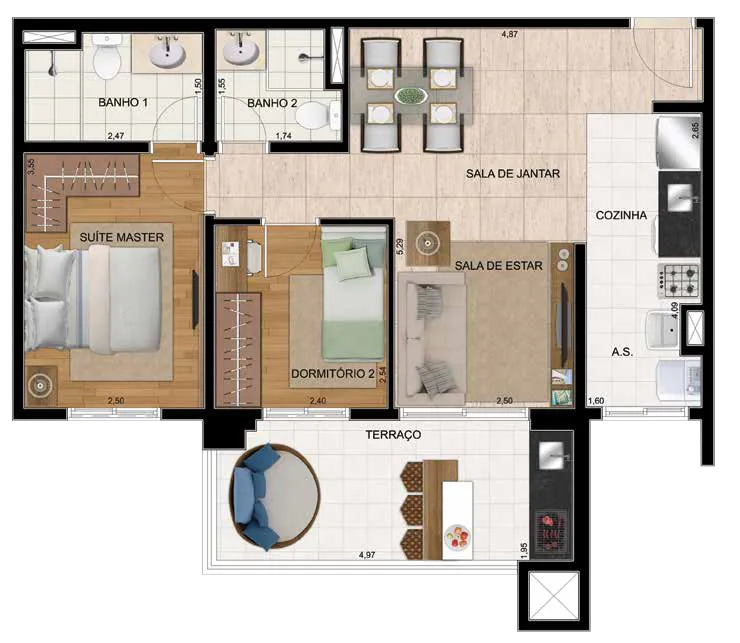 4,87
BANHO 1
1,50
2,47
1,55
BANHO 2
1,74
2,65
3,55
SALA DE JANTAR
COZINHA
SUÍTE MASTER
5,29
SALA DE ESTAR
4,09
A.S.
DORMITÓRIO 2
2,54
2,50
2,40
2,50
1,60
TERRAÇO
4,97
1,95